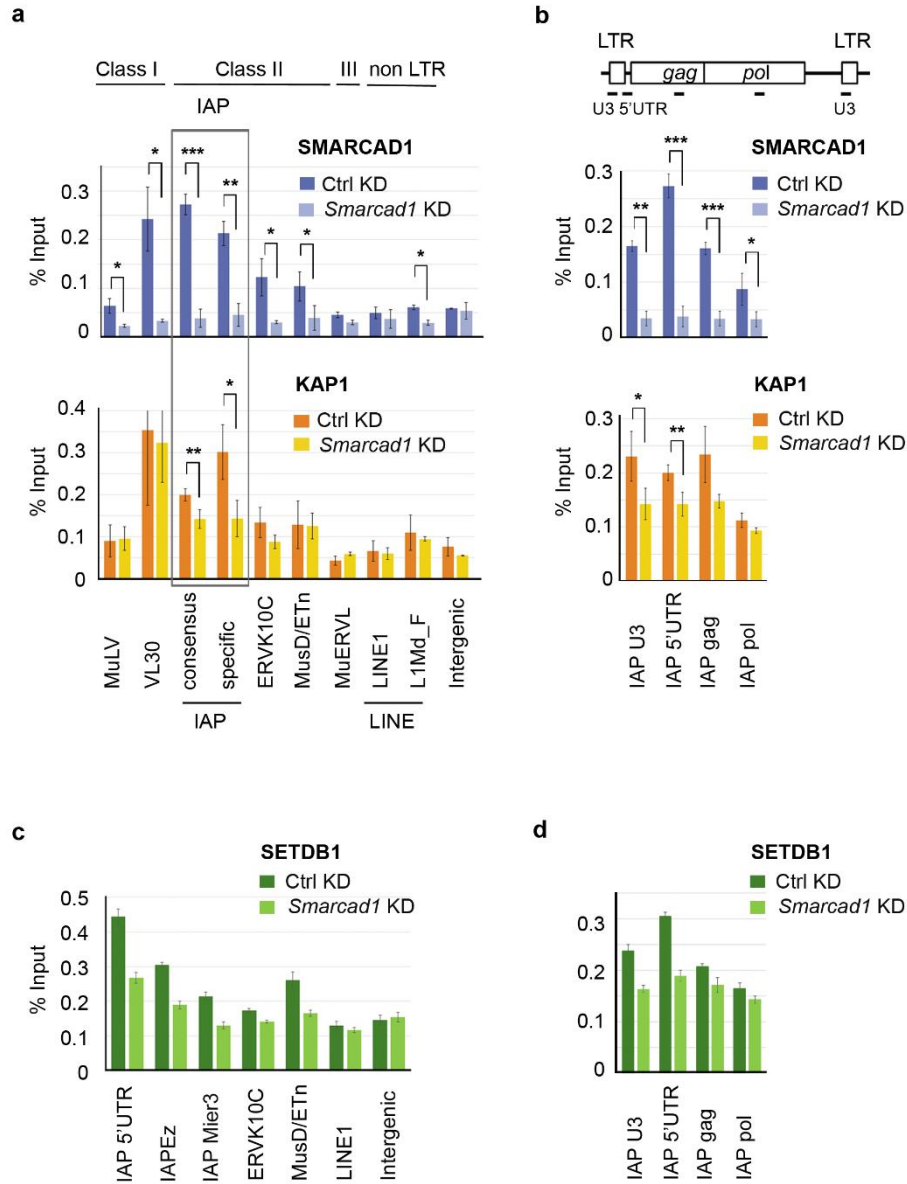 a
Class I Class II III non LTR
IAP
SMARCAD1
Ctrl KD
Smarcad1 KD
% Input
0.3
0.2
0.1
0
*
*
***
**
*
*
*
KAP1
Ctrl KD
Smarcad1 KD
% Input
0.4
0.3
0.2
0.1
0
**
*
MuLV
VL30
consensus
specific
ERVK10C
MusD/ETn
MuERVL
LINE1
L1Md_F
Intergenic
IAP
LINE
b
LTR LTR
gag pol
U3 5'UTR U3
SMARCAD1
Ctrl KD
Smarcad1 KD
% Input
0.3
0.2
0.1
0
**
***
***
*
KAP1
Ctrl KD
Smarcad1 KD
% Input
0.3
0.2
0.1
0
*
**
IAP U3
IAP 5'UTR
IAP gag
IAP pol
c
SETDB1
Ctrl KD
Smarcad1 KD
% Input
0.5
0.4
0.3
0.2
0.1
0
IAP 5'UTR
IAPEz
IAP Mier3
ERVK10C
MusD/ETn
LINE1
Intergenic
d
SETDB1
Ctrl KD
Smarcad1 KD
0.3
0.2
0.1
0
IAP U3
IAP 5'UTR
IAP gag
IAP pol